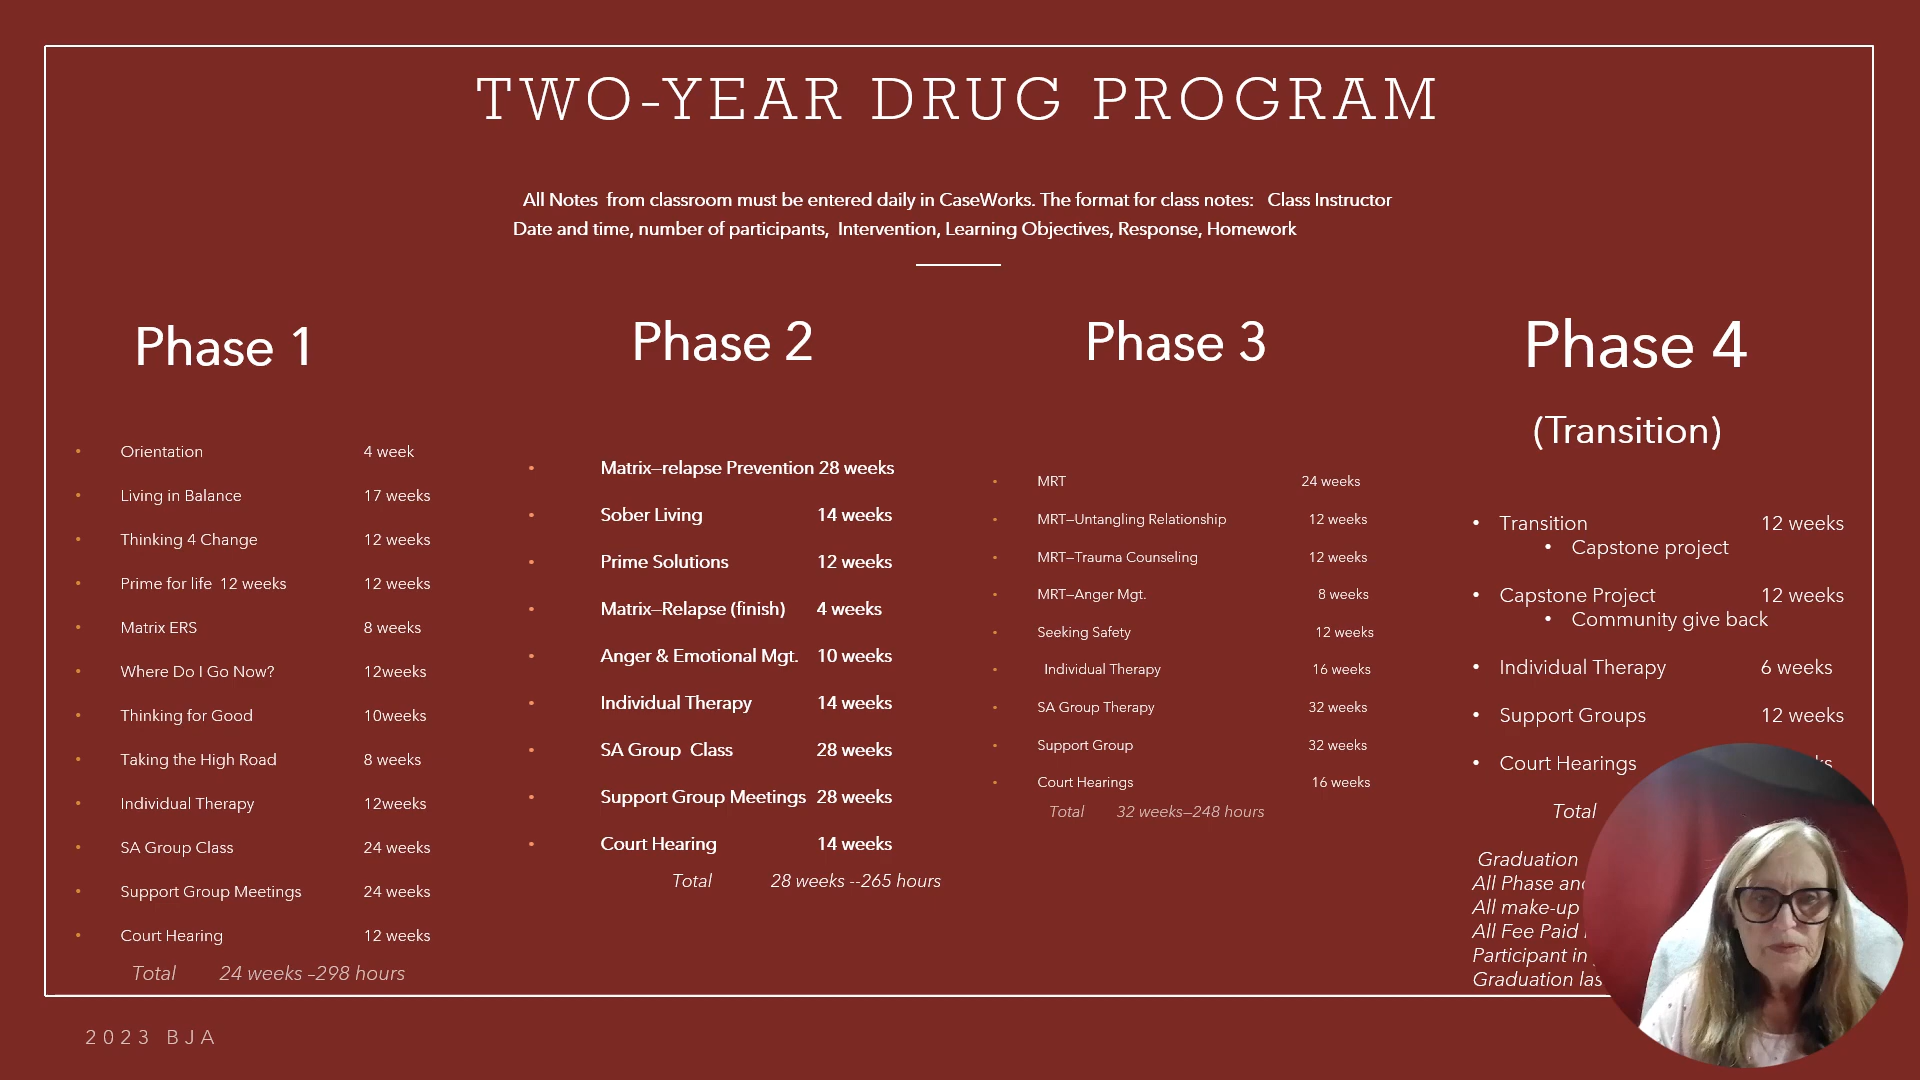 TWO-YEAR DRUG PROGRAM
All Notes from classroom must be entered daily in CaseWorks. The format for class notes: Class Instructor
Date and time, number of participants, Intervention, Learning Objectives, Response, Homework
Phase 1
• Orientation 4 week
• Living in Balance 17 weeks
• Thinking 4 Change 12 weeks
• Prime for life 12 weeks 12 weeks
• Matrix ERS 8 weeks
• Where Do I Go Now? 12weeks
• Thinking for Good 10weeks
• Taking the High Road 8 weeks
• Individual Therapy 12weeks
• SA Group Class 24 weeks
• Support Group Meetings 24 weeks
• Court Hearing 12 weeks
Total 24 weeks –298 hours
Phase 2
• Matrix—relapse Prevention 28 weeks
• Sober Living 14 weeks
• Prime Solutions 12 weeks
• Matrix—Relapse (finish) 4 weeks
• Anger & Emotional Mgt. 10 weeks
• Individual Therapy 14 weeks
• SA Group Class 28 weeks
• Support Group Meetings 28 weeks
• Court Hearing 14 weeks
Total 28 weeks --265 hours
Phase 3
• MRT 24 weeks
• MRT—Untangling Relationship 12 weeks
• MRT—Trauma Counseling 12 weeks
• MRT—Anger Mgt. 8 weeks
• Seeking Safety 12 weeks
• Individual Therapy 16 weeks
• SA Group Therapy 32 weeks
• Support Group 32 weeks
• Court Hearings 16 weeks
Total 32 weeks—248 hours
Phase 4
(Transition)
• Transition 12 weeks
• Capstone project
• Capstone Project 12 weeks
• Community give back
• Individual Therapy 6 weeks
• Support Groups 12 weeks
• Court Hearings
Total
Graduation
All Phase and
All make-up
All Fee Paid
Participant in
Graduation
2023 BJA